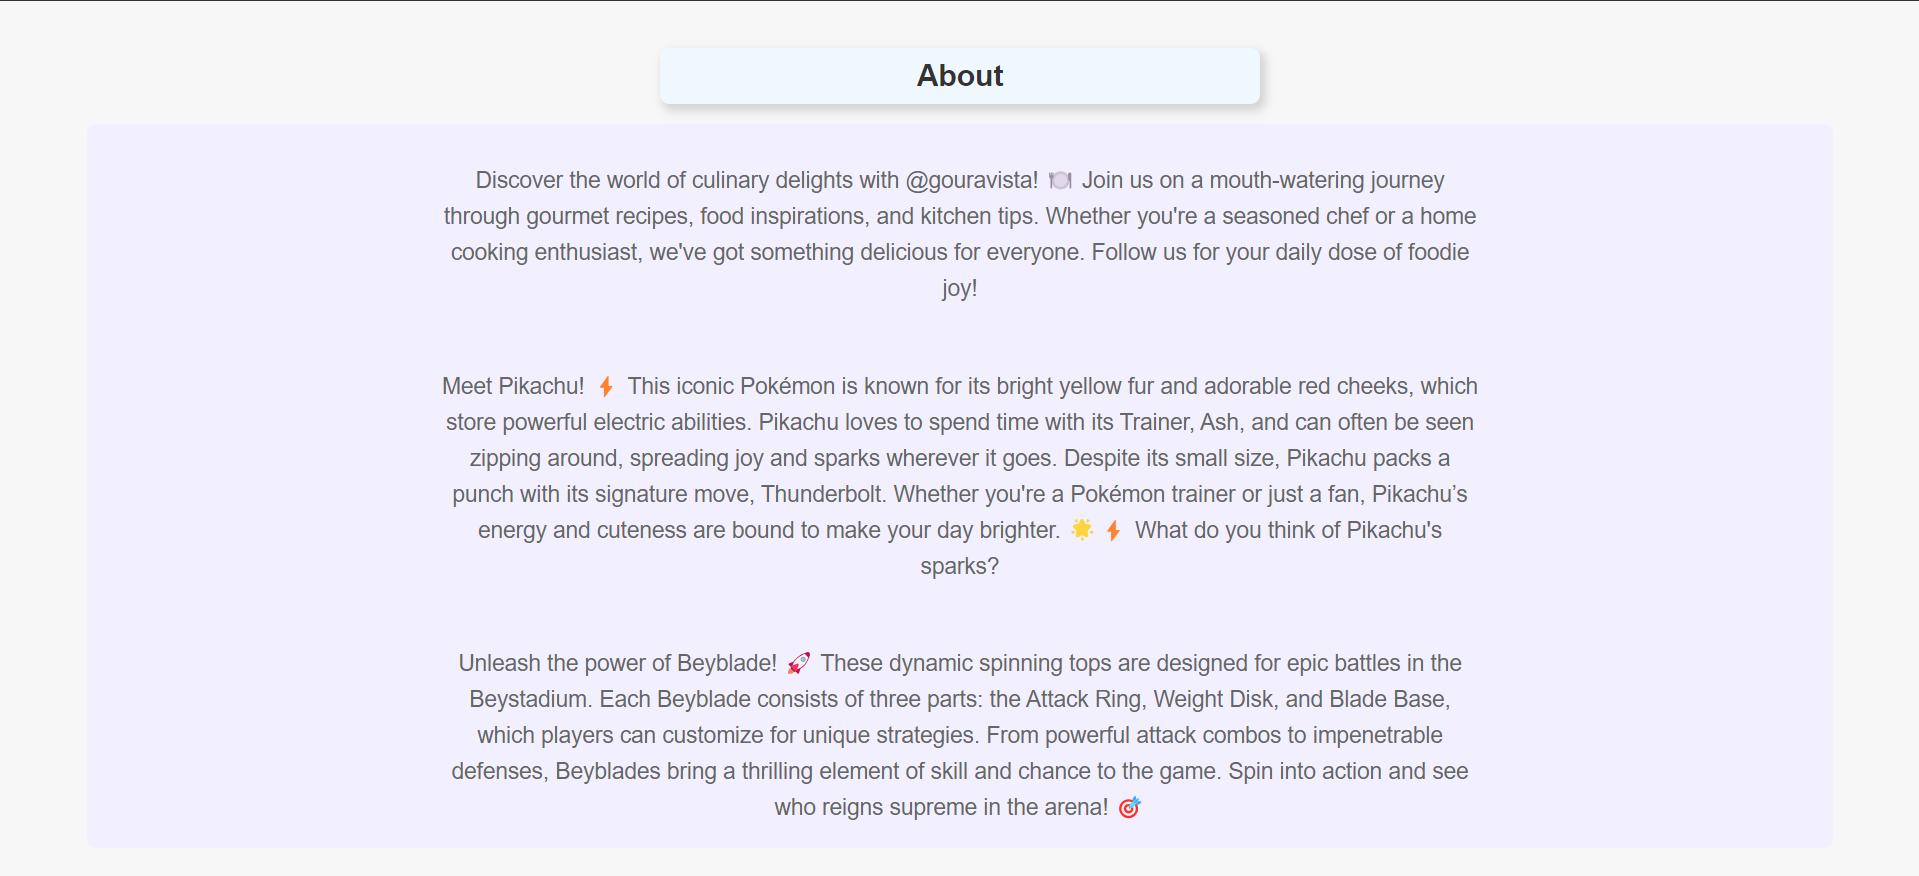 About
Discover the world of culinary delights with @gouravista! 🍽️ Join us on a mouth-watering journey
through gourmet recipes, food inspirations, and kitchen tips. Whether you're a seasoned chef or a home
cooking enthusiast, we've got something delicious for everyone. Follow us for your daily dose of foodie
joy!
Meet Pikachu! ⚡ This iconic Pokémon is known for its bright yellow fur and adorable red cheeks, which
store powerful electric abilities. Pikachu loves to spend time with its Trainer, Ash, and can often be seen
zipping around, spreading joy and sparks wherever it goes. Despite its small size, Pikachu packs a
punch with its signature move, Thunderbolt. Whether you're a Pokémon trainer or just a fan, Pikachu’s
energy and cuteness are bound to make your day brighter. 🌟⚡ What do you think of Pikachu's
sparks?
Unleash the power of Beyblade! 🚀 These dynamic spinning tops are designed for epic battles in the
Beystadium. Each Beyblade consists of three parts: the Attack Ring, Weight Disk, and Blade Base,
which players can customize for unique strategies. From powerful attack combos to impenetrable
defenses, Beyblades bring a thrilling element of skill and chance to the game. Spin into action and see
who reigns supreme in the arena! 🎯